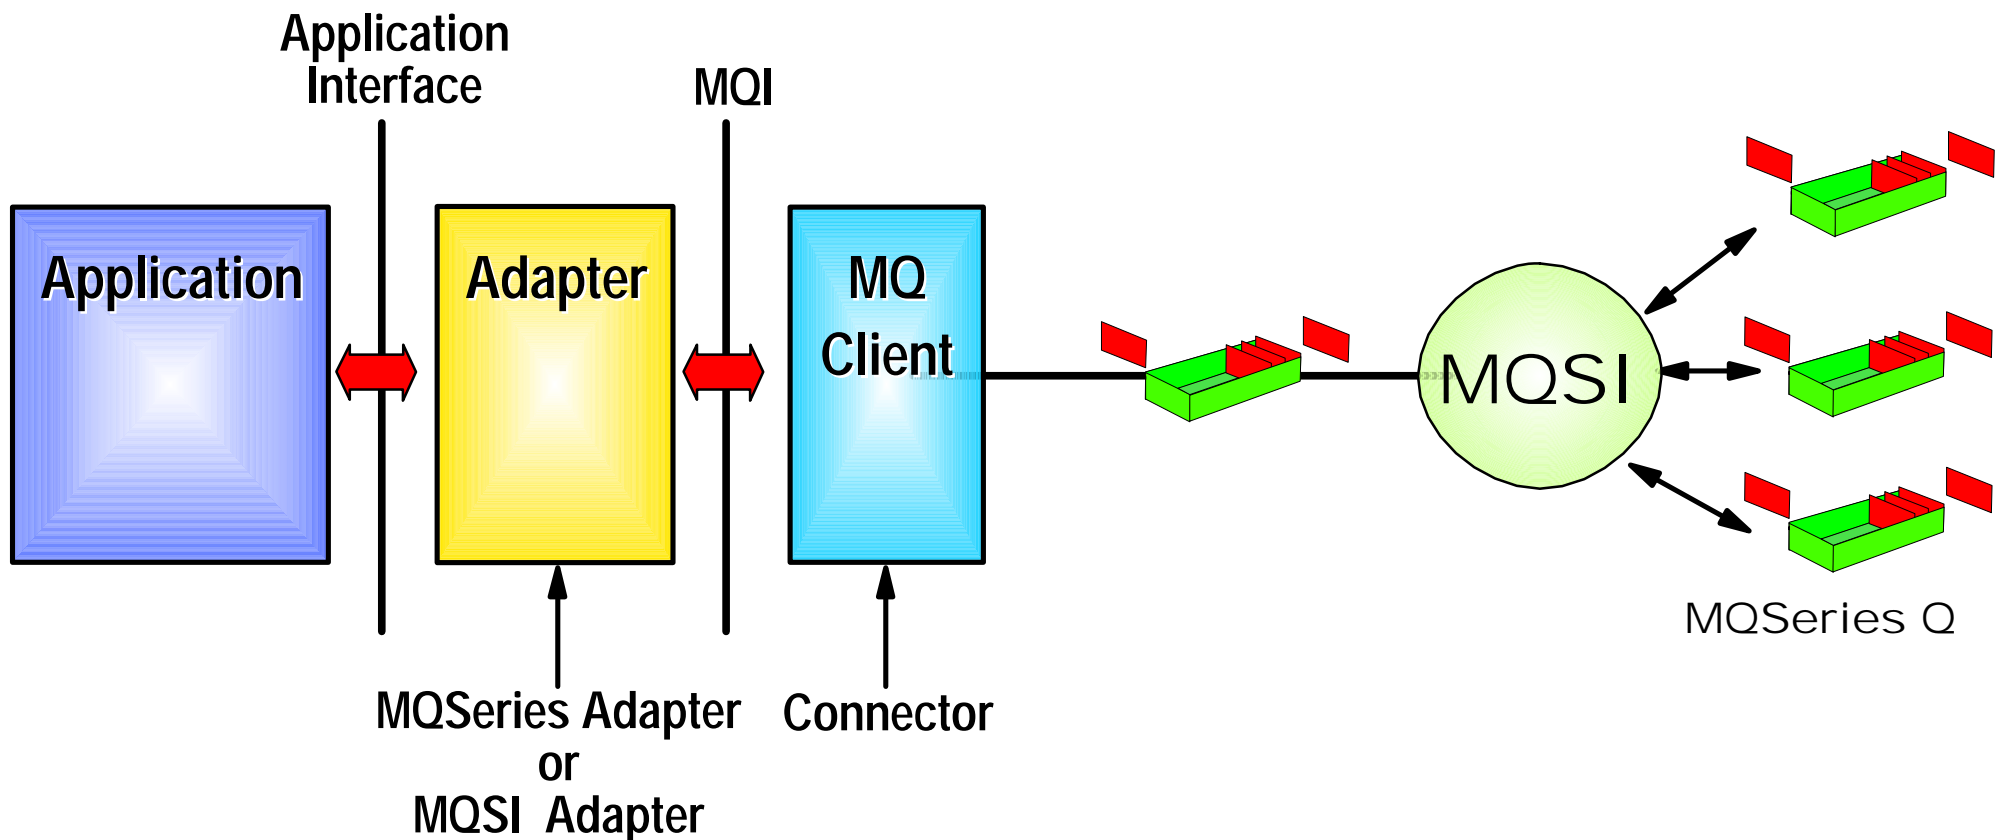 Application
Interface
MQI
Application
Adapter
MQ
Client
MQSI
MQSeries Q
MQSeries Adapter
or
MQSI Adapter
Connector